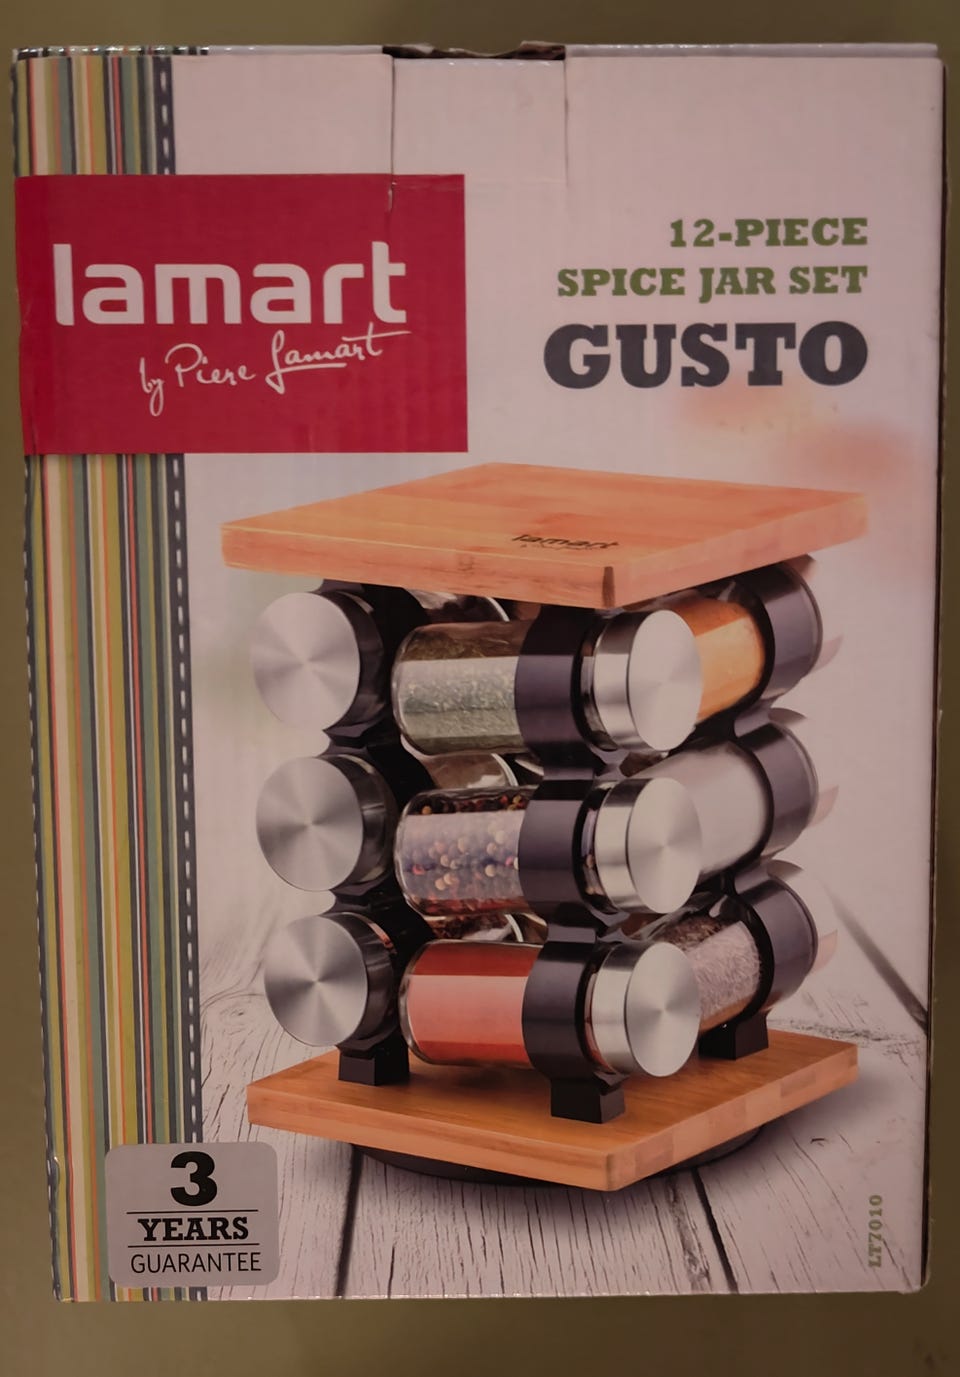 lamart
by Piere Lamart
12-PIECE
SPICE JAR SET
GUSTO
lamart
3
YEARS
GUARANTEE
LT7010